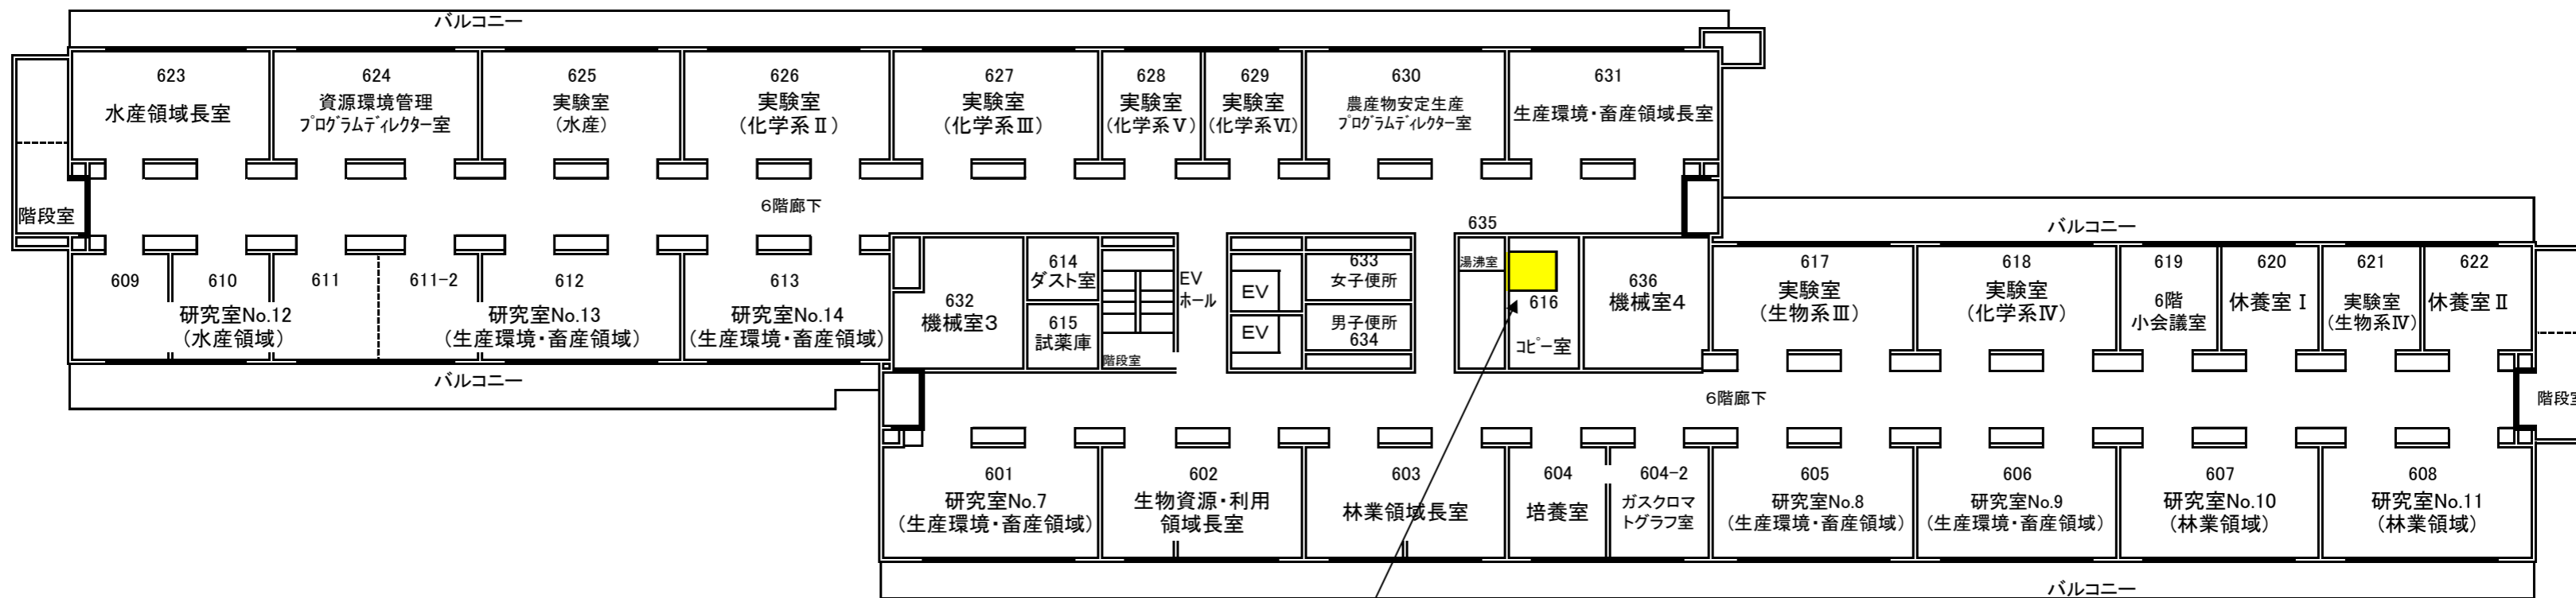 バルコニー
623
水産領域長室
624
資源環境管理
プログラムディレクター室
625
実験室
(水産)
626
実験室
(化学系Ⅱ)
627
実験室
(化学系Ⅲ)
628
実験室
(化学系Ⅴ)
629
実験室
(化学系Ⅵ)
630
農産物安定生産
プログラムディレクター室
631
生産環境・畜産領域長室
階段室
6階廊下
バルコニー
609
610
611
611-2
612
613
研究室No.12
(水産領域)
研究室No.13
(生産環境・畜産領域)
研究室No.14
(生産環境・畜産領域)
632
機械室3
614
ダスト室
615
試薬庫
階段室
EV
ホール
EV
EV
633
女子便所
男子便所
634
635
湯沸室
616
コピー室
636
機械室4
617
実験室
(生物系Ⅲ)
618
実験室
(化学系Ⅳ)
619
6階
小会議室
620
休養室Ⅰ
621
実験室
(生物系Ⅳ)
622
休養室Ⅱ
バルコニー
6階廊下
階段室
601
研究室No.7
(生産環境・畜産領域)
602
生物資源・利用
領域長室
603
林業領域長室
604
培養室
604-2
ガスクロマ
トグラフ室
605
研究室No.8
(生産環境・畜産領域)
606
研究室No.9
(生産環境・畜産領域)
607
研究室No.10
(林業領域)
608
研究室No.11
(林業領域)
バルコニー